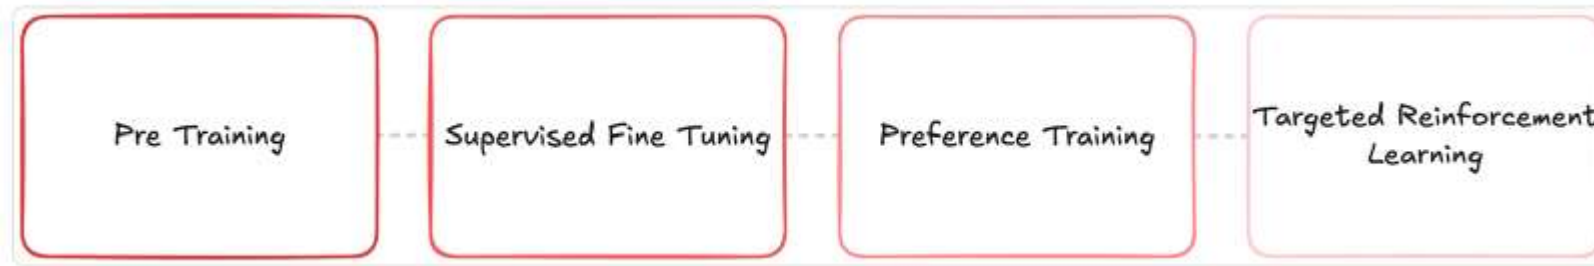 Pre Training
Supervised Fine Tuning
Preference Training
Targeted Reinforcement
Learning